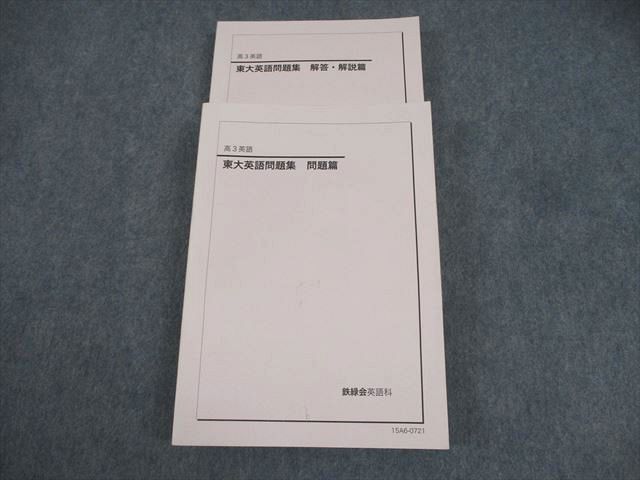 高3英語
東大英語問題集 解答・解説篇
高3英語
東大英語問題集 問題篇
鉄緑会英語科
15A6-0721